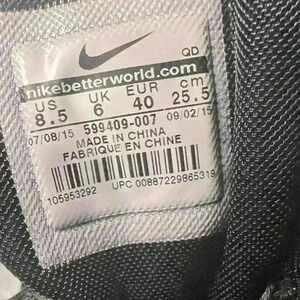 QD
nikebetterworld.com
US UK EUR cm
8.5 6 40 25.5
07/08/15 599409-007 09/02/15
MADE IN CHINA
FABRIQUE EN CHINE
105953292 UPC 00887229865319